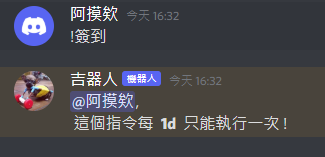 阿摸欸 今天 16:32
!簽到
吉器人 機器人 今天 16:32
@阿摸欸,
這個指令每 1d 只能執行一次!